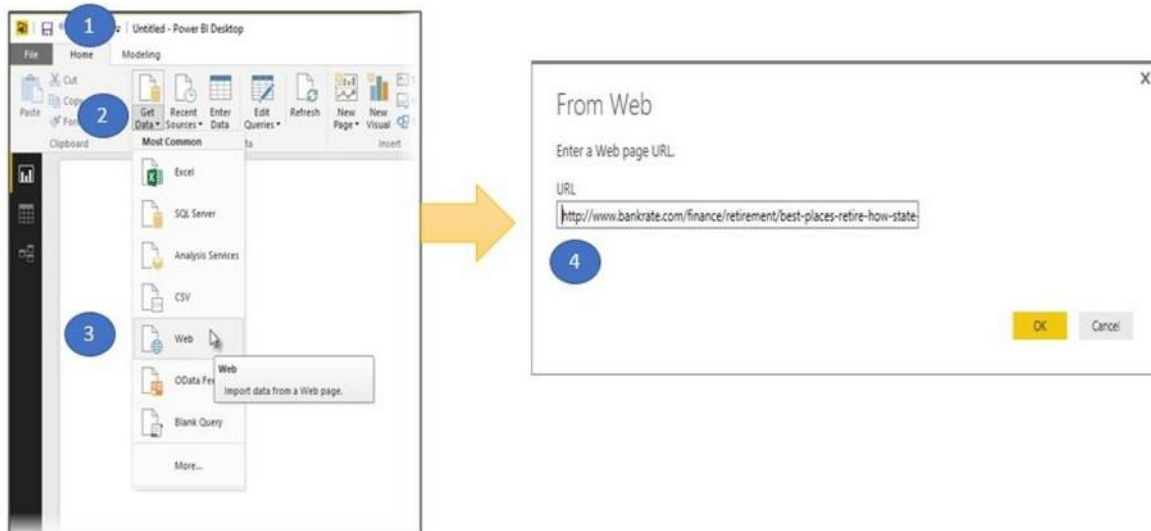 1
Untitled - Power BI Desktop
File Home Modeling
Cut
Copy
Paste
2
Get Data
Recent Sources
Enter Data
Edit Queries
Refresh
New Page
New Visual
Clipboard
Insert
Most Common
Excel
SQL Server
Analysis Services
CSV
3
Web
Web
Import data from a Web page.
Blank Query
More...
X
From Web
Enter a Web page URL.
URL
http://www.bankrate.com/finance/retirement/best-places-retire-how-state-
4
OK Cancel